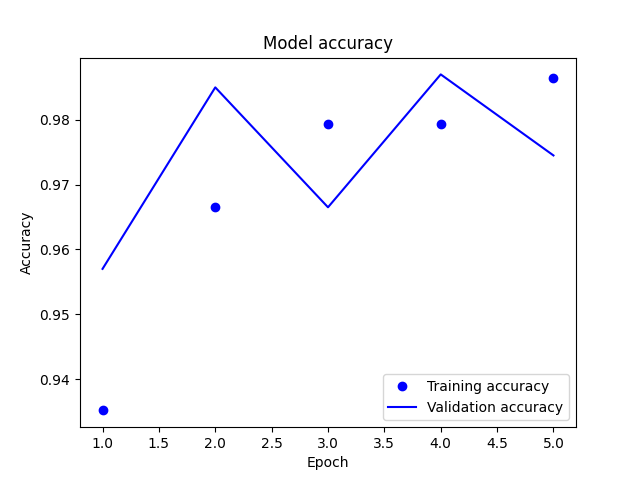 Model accuracy
Accuracy
0.98
0.97
0.96
0.95
0.94
Training accuracy
Validation accuracy
1.0 1.5 2.0 2.5 3.0 3.5 4.0 4.5 5.0
Epoch